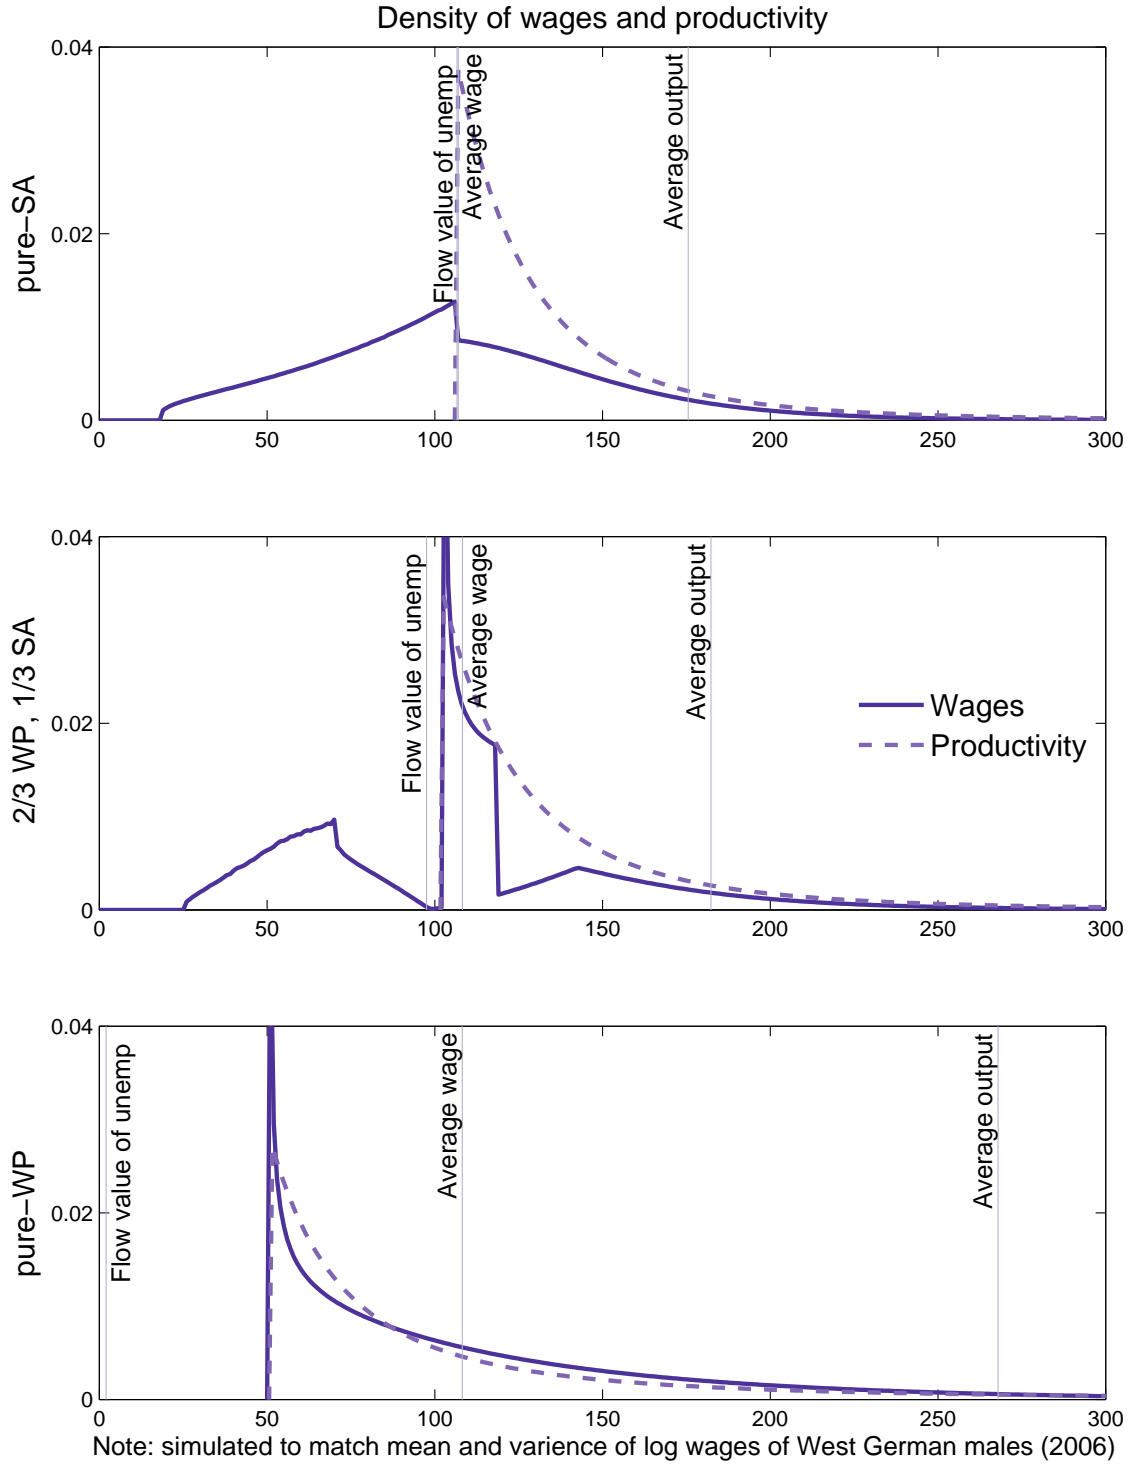 Density of wages and productivity
pure−SA
0.04
0.02
0
Flow value of unemp
Average wage
Average output
0 50 100 150 200 250 300
2/3 WP, 1/3 SA
0.04
0.02
0
Flow value of unemp
Average wage
Average output
Wages
Productivity
0 50 100 150 200 250 300
pure−WP
0.04
0.02
0
Flow value of unemp
Average wage
Average output
0 50 100 150 200 250 300
Note: simulated to match mean and varience of log wages of West German males (2006)